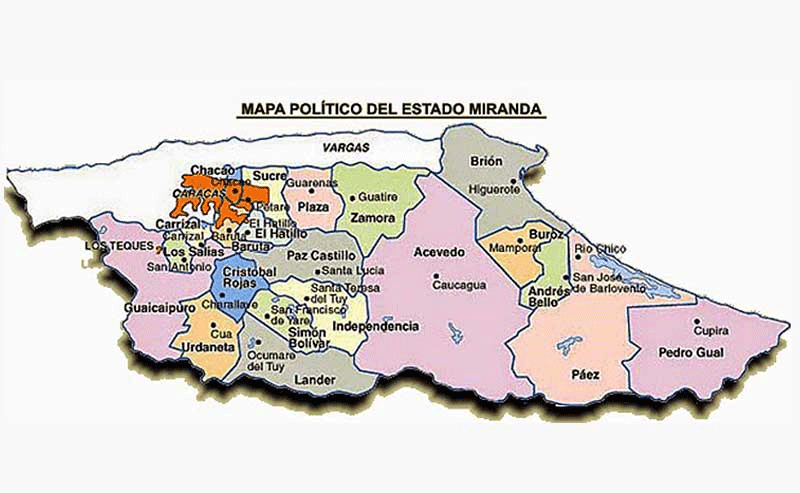 MAPA POLÍTICO DEL ESTADO MIRANDA
VARGAS
Brión
Higuerote
Chacao
Chacao
Sucre
CARACAS
Petare
Guarenas
Plaza
Guatire
Zamora
Carrizal
Carrizal
Baruta
El Hatillo
El Hatillo
Baruta
LOS TEQUES
Los Salias
San Antonio
Buroz
Mamporal
Río Chico
Acevedo
Caucagua
Paz Castillo
Santa Lucía
Cristobal
Rojas
Charallave
Santa Teresa
del Tuy
San José
de Barlovento
Andrés
Bello
Guaicaipuro
San Francisco
de Yare
Simón
Bolívar
Independencia
Cua
Urdaneta
Ocumare
del Tuy
Lander
Cupira
Pedro Gual
Páez